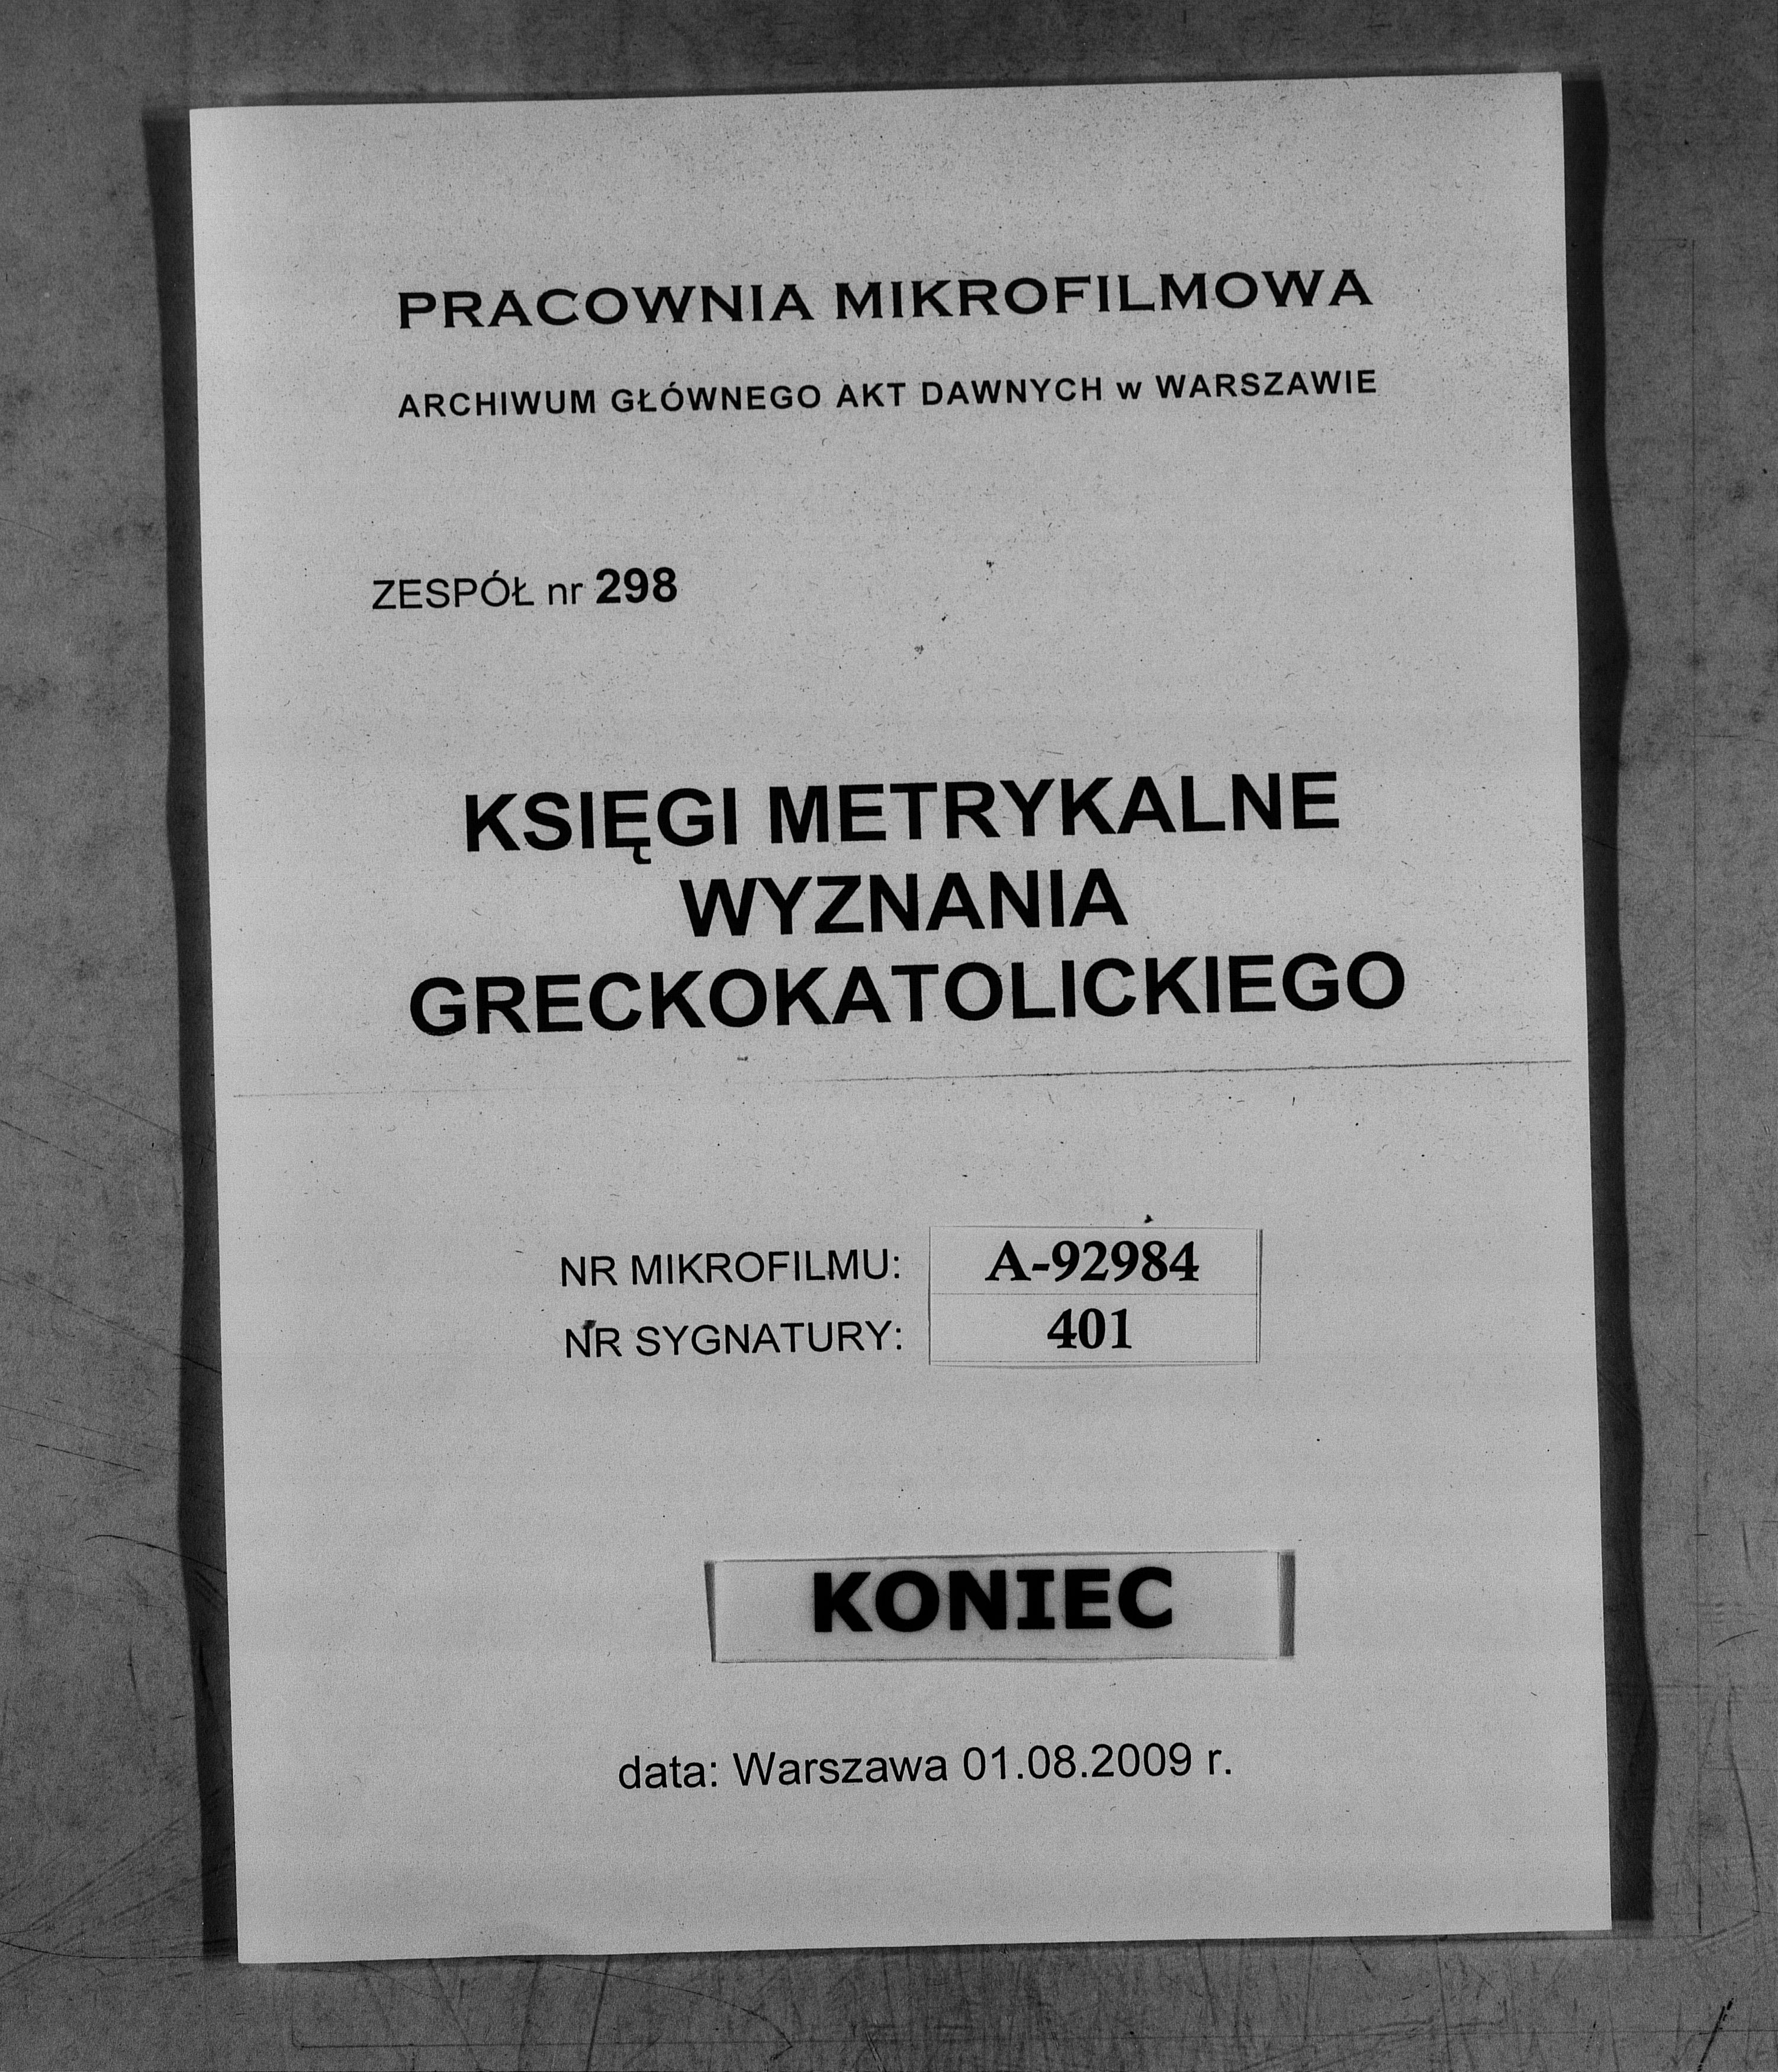 PRACOWNIA MIKROFILMOWA
ARCHIWUM GŁÓWNEGO AKT DAWNYCH w WARSZAWIE
ZESPÓŁ nr 298
KSIĘGI METRYKALNE
WYZNANIA
GRECKOKATOLICKIEGO
NR MIKROFILMU: A-92984
NR SYGNATURY: 401
KONIEC
data: Warszawa 01.08.2009 r.